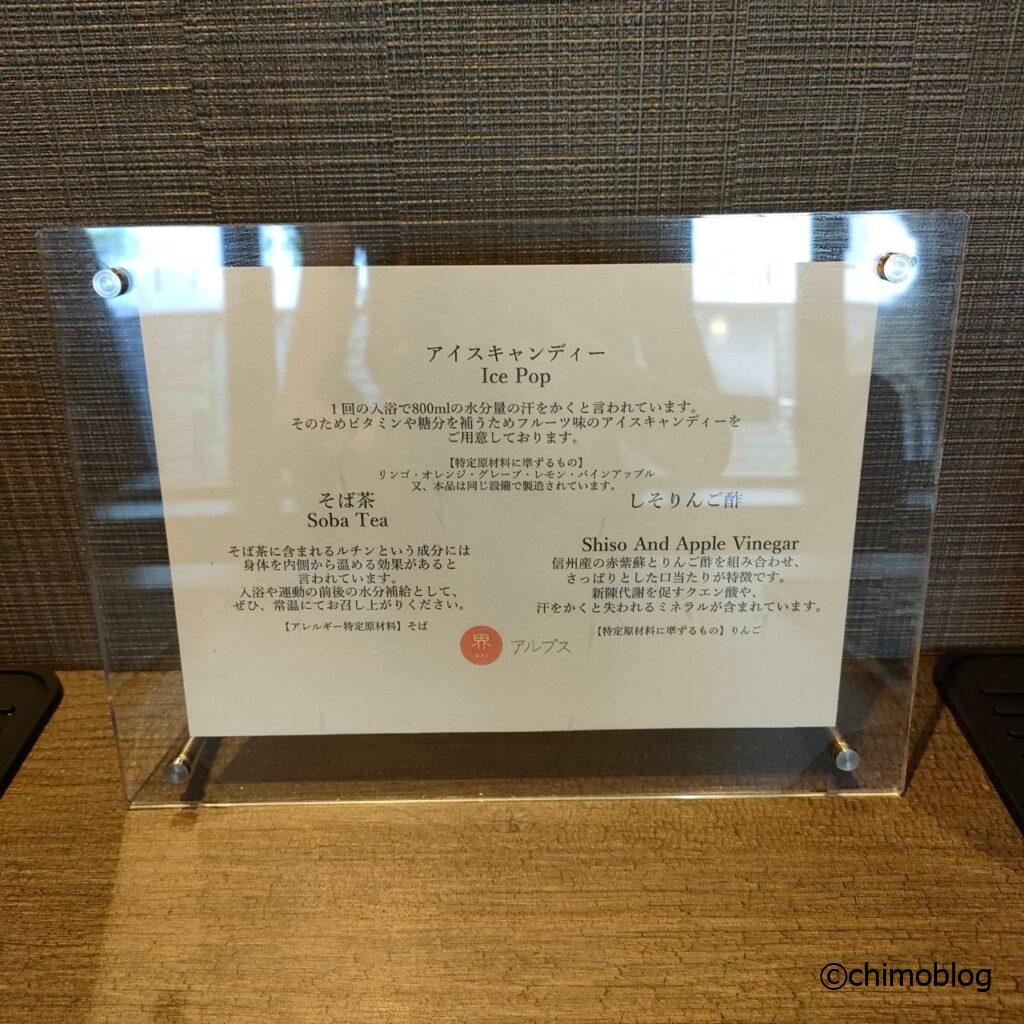 アイスキャンディー
Ice Pop
1回の入浴で800mlの水分量の汗をかくと言われています。
そのためビタミンや糖分を補うためフルーツ味のアイスキャンディーを
ご用意しております。
【特定原材料に準ずるもの】
リンゴ・オレンジ・グレープ・レモン・パインアップル
又、本品は同じ設備で製造されています。
そば茶
Soba Tea
そば茶に含まれるルチンという成分には
身体を内側から温める効果があると
言われています。
入浴や運動の前後の水分補給として、
ぜひ、常温にてお召し上がりください。
【アレルギー特定原材料】そば
しそりんご酢
Shiso And Apple Vinegar
信州産の赤紫蘇とりんご酢を組み合わせ、
さっぱりとした口当たりが特徴です。
新陳代謝を促すクエン酸や、
汗をかくと失われるミネラルが含まれています。
【特定原材料に準ずるもの】りんご
界
アルプス
©chimoblog